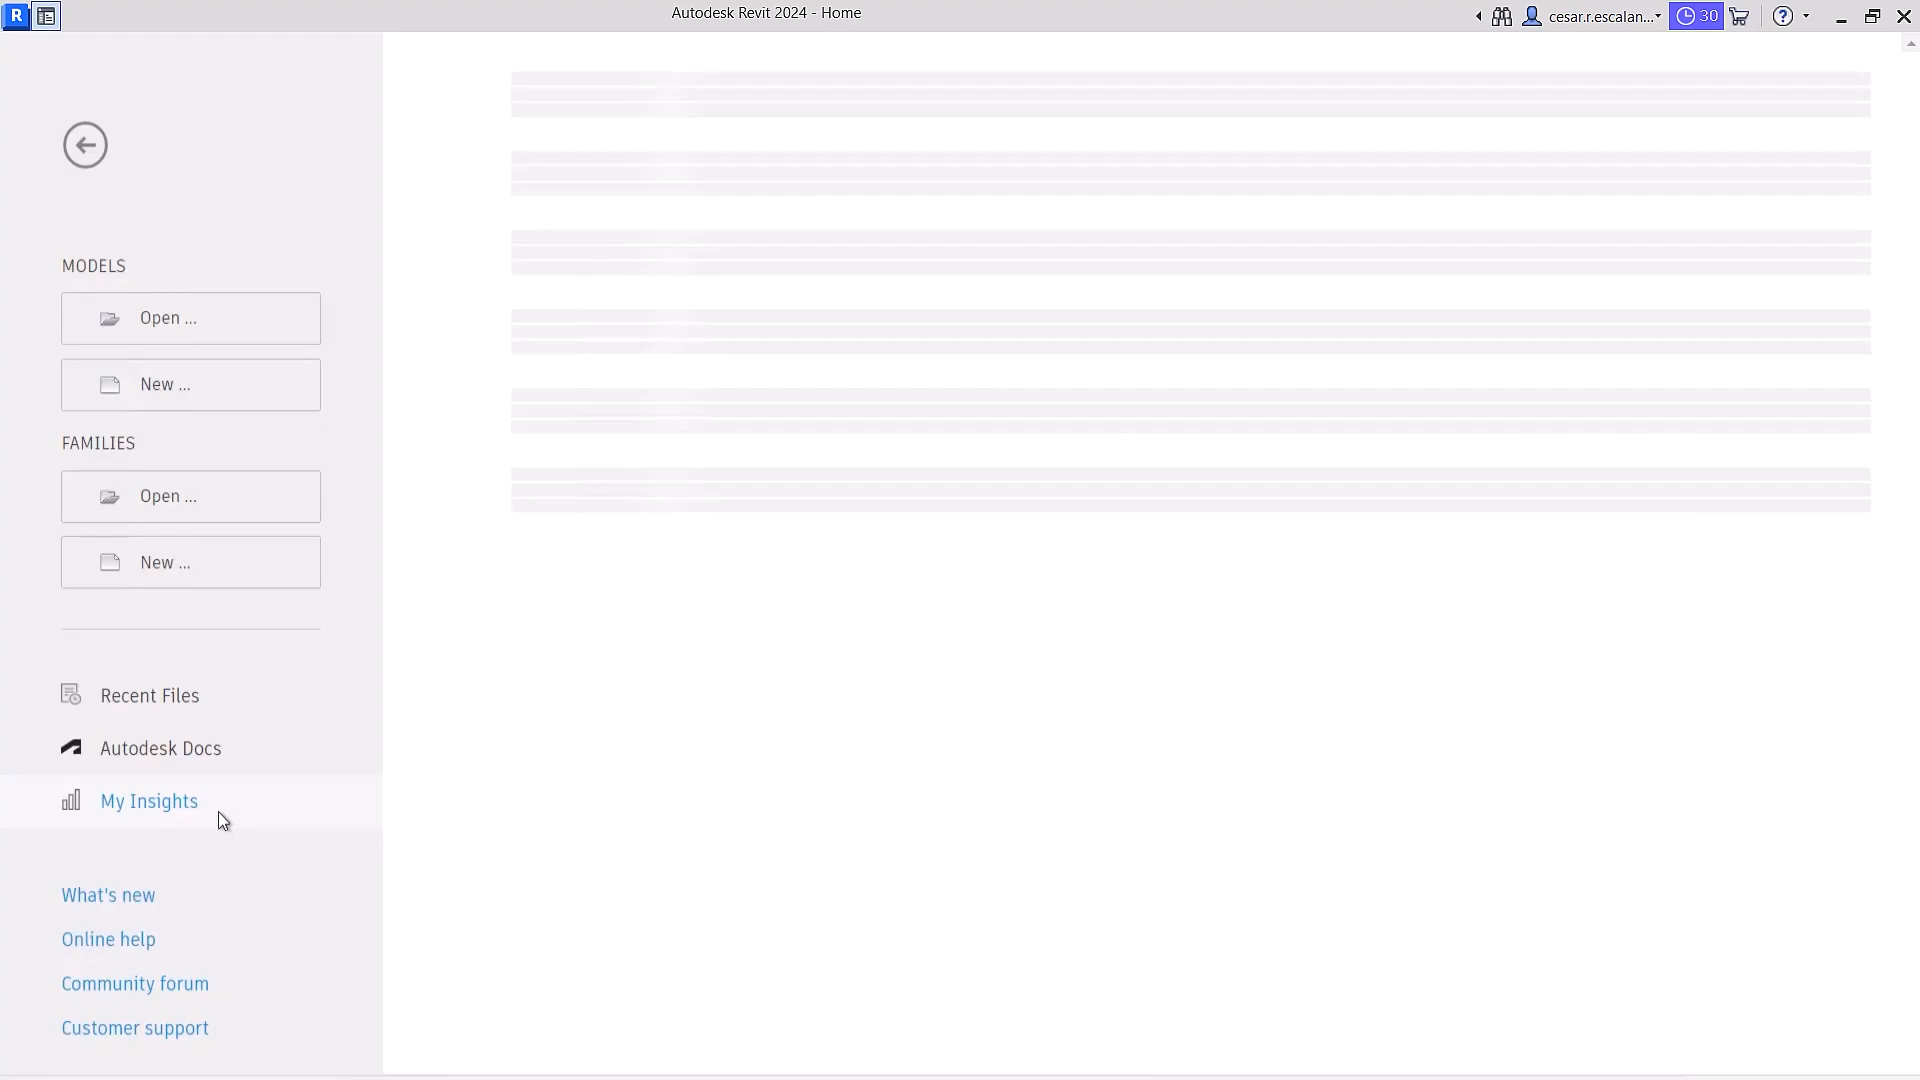 R
Autodesk Revit 2024 - Home
cesar.r.escalan...
30
?
MODELS
Open ...
New ...
FAMILIES
Open ...
New ...
Recent Files
Autodesk Docs
My Insights
What's new
Online help
Community forum
Customer support